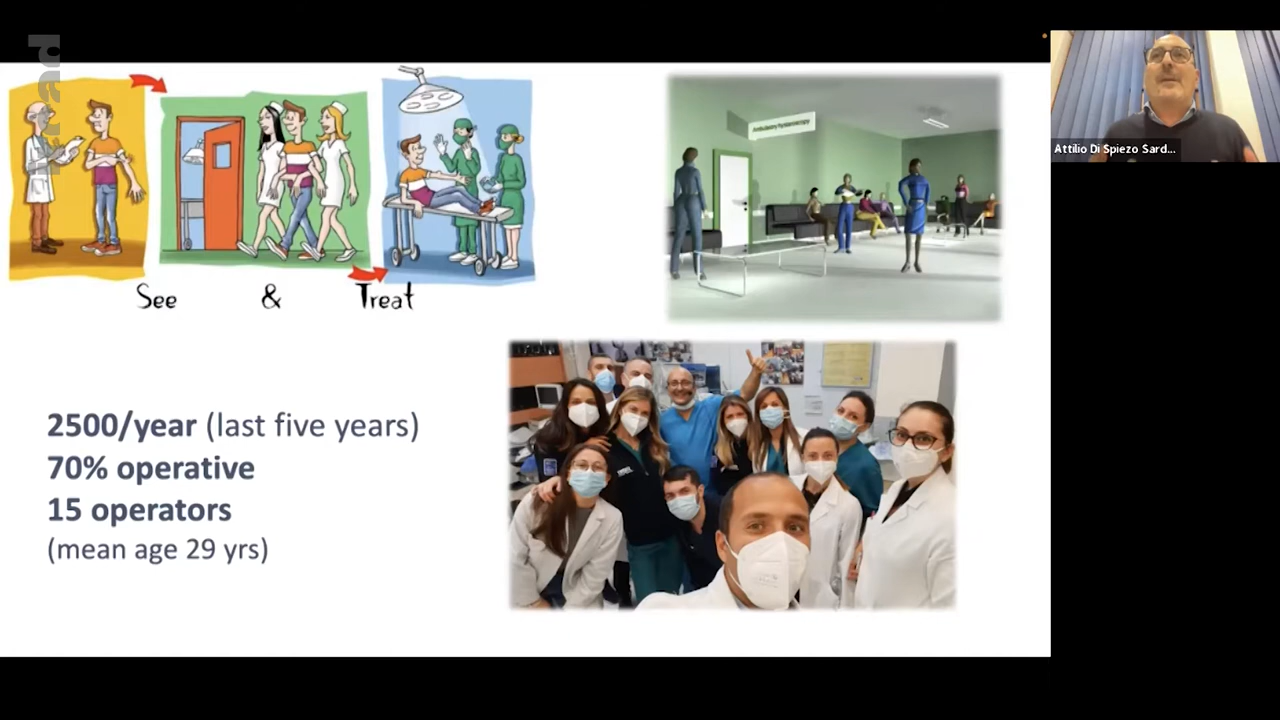 See & Treat
Ambulatory hysteroscopy
2500/year (last five years)
70% operative
15 operators
(mean age 29 yrs)
Attilio Di Spiezo Sard...